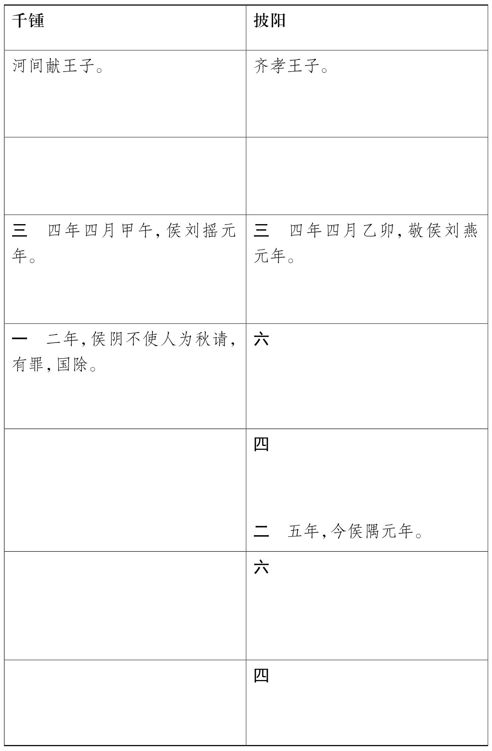 千锺
披阳
河间献王子。
齐孝王子。
三　四年四月甲午，侯刘摇元
年。
三　四年四月乙卯，敬侯刘燕
元年。
一　二年，侯阴不使人为秋请，
有罪，国除。
六
四
二　五年，今侯隅元年。
六
四